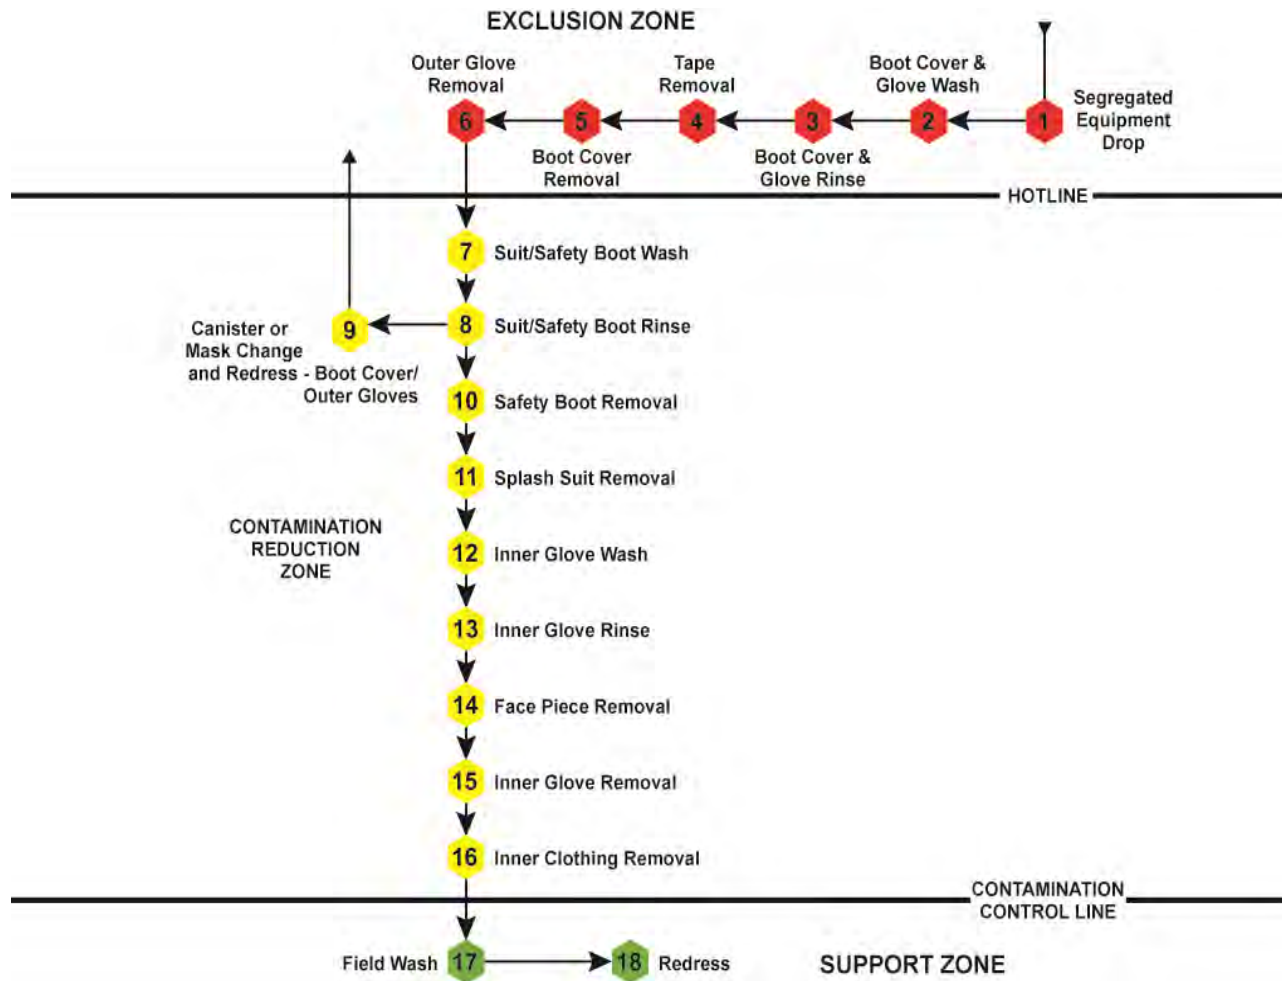 EXCLUSION ZONE
Outer Glove
Removal
Tape
Removal
Boot Cover &
Glove Wash
Segregated
Equipment
Drop
6
5
4
3
2
1
Boot Cover
Removal
Boot Cover &
Glove Rinse
HOTLINE
7
Suit/Safety Boot Wash
8
Suit/Safety Boot Rinse
9
Canister or
Mask Change
and Redress - Boot Cover/
Outer Gloves
10
Safety Boot Removal
11
Splash Suit Removal
CONTAMINATION
REDUCTION
ZONE
12
Inner Glove Wash
13
Inner Glove Rinse
14
Face Piece Removal
15
Inner Glove Removal
16
Inner Clothing Removal
CONTAMINATION
CONTROL LINE
Field Wash
17
18
Redress
SUPPORT ZONE